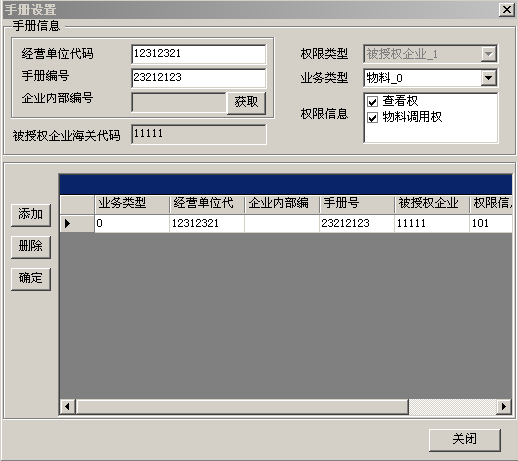 手册设置
手册信息
经营单位代码 12312321
手册编号 23212123
企业内部编号 获取
被授权企业海关代码 11111
权限类型 被授权企业_1
业务类型 物料_0
权限信息 查看权
物料调用权
添加
删除
确定
业务类型 经营单位代 企业内部编 手册号 被授权企业 权限信
0 12312321 23212123 11111 101
关闭